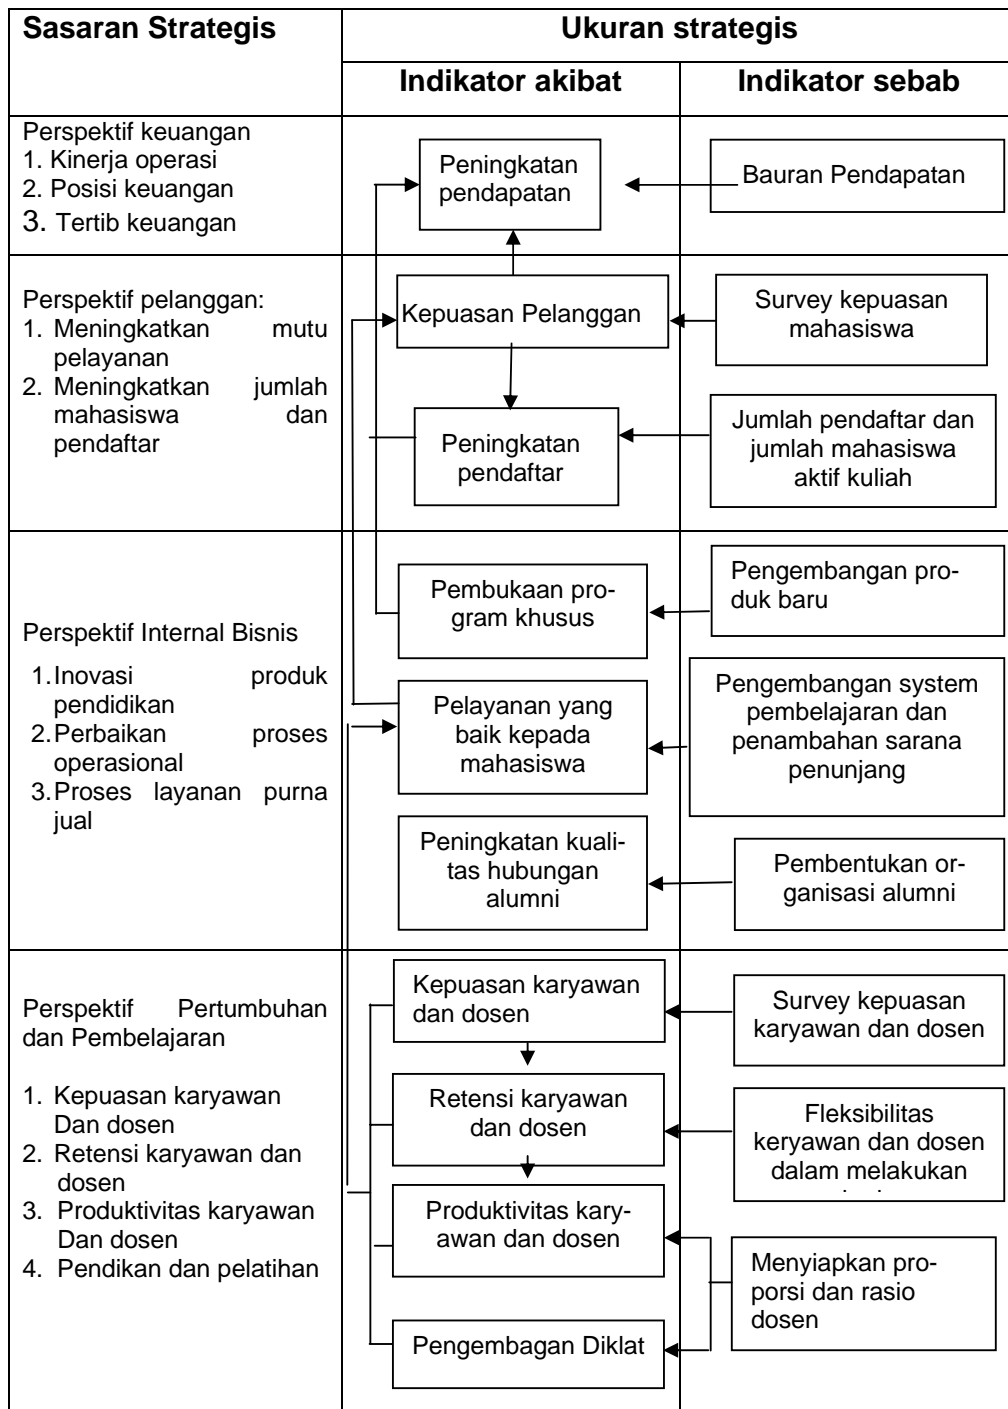 Sasaran Strategis
Ukuran strategis
Indikator akibat
Indikator sebab
Perspektif keuangan
1. Kinerja operasi
2. Posisi keuangan
3. Tertib keuangan
Peningkatan
pendapatan
Bauran Pendapatan
Perspektif pelanggan:
1. Meningkatkan mutu
pelayanan
2. Meningkatkan jumlah
mahasiswa dan
pendaftar
Kepuasan Pelanggan
Survey kepuasan
mahasiswa
Peningkatan
pendaftar
Jumlah pendaftar dan
jumlah mahasiswa
aktif kuliah
Perspektif Internal Bisnis
1.Inovasi produk
pendidikan
2.Perbaikan proses
operasional
3.Proses layanan purna
jual
Pembukaan pro-
gram khusus
Pengembangan pro-
duk baru
Pelayanan yang
baik kepada
mahasiswa
Pengembangan system
pembelajaran dan
penambahan sarana
penunjang
Peningkatan kuali-
tas hubungan
alumni
Pembentukan or-
ganisasi alumni
Perspektif Pertumbuhan
dan Pembelajaran
1. Kepuasan karyawan
Dan dosen
2. Retensi karyawan dan
dosen
3. Produktivitas karyawan
Dan dosen
4. Pendikan dan pelatihan
Kepuasan karyawan
dan dosen
Survey kepuasan
karyawan dan dosen
Retensi karyawan
dan dosen
Fleksibilitas
keryawan dan dosen
dalam melakukan
Produktivitas kary-
awan dan dosen
Menyiapkan pro-
porsi dan rasio
dosen
Pengembagan Diklat